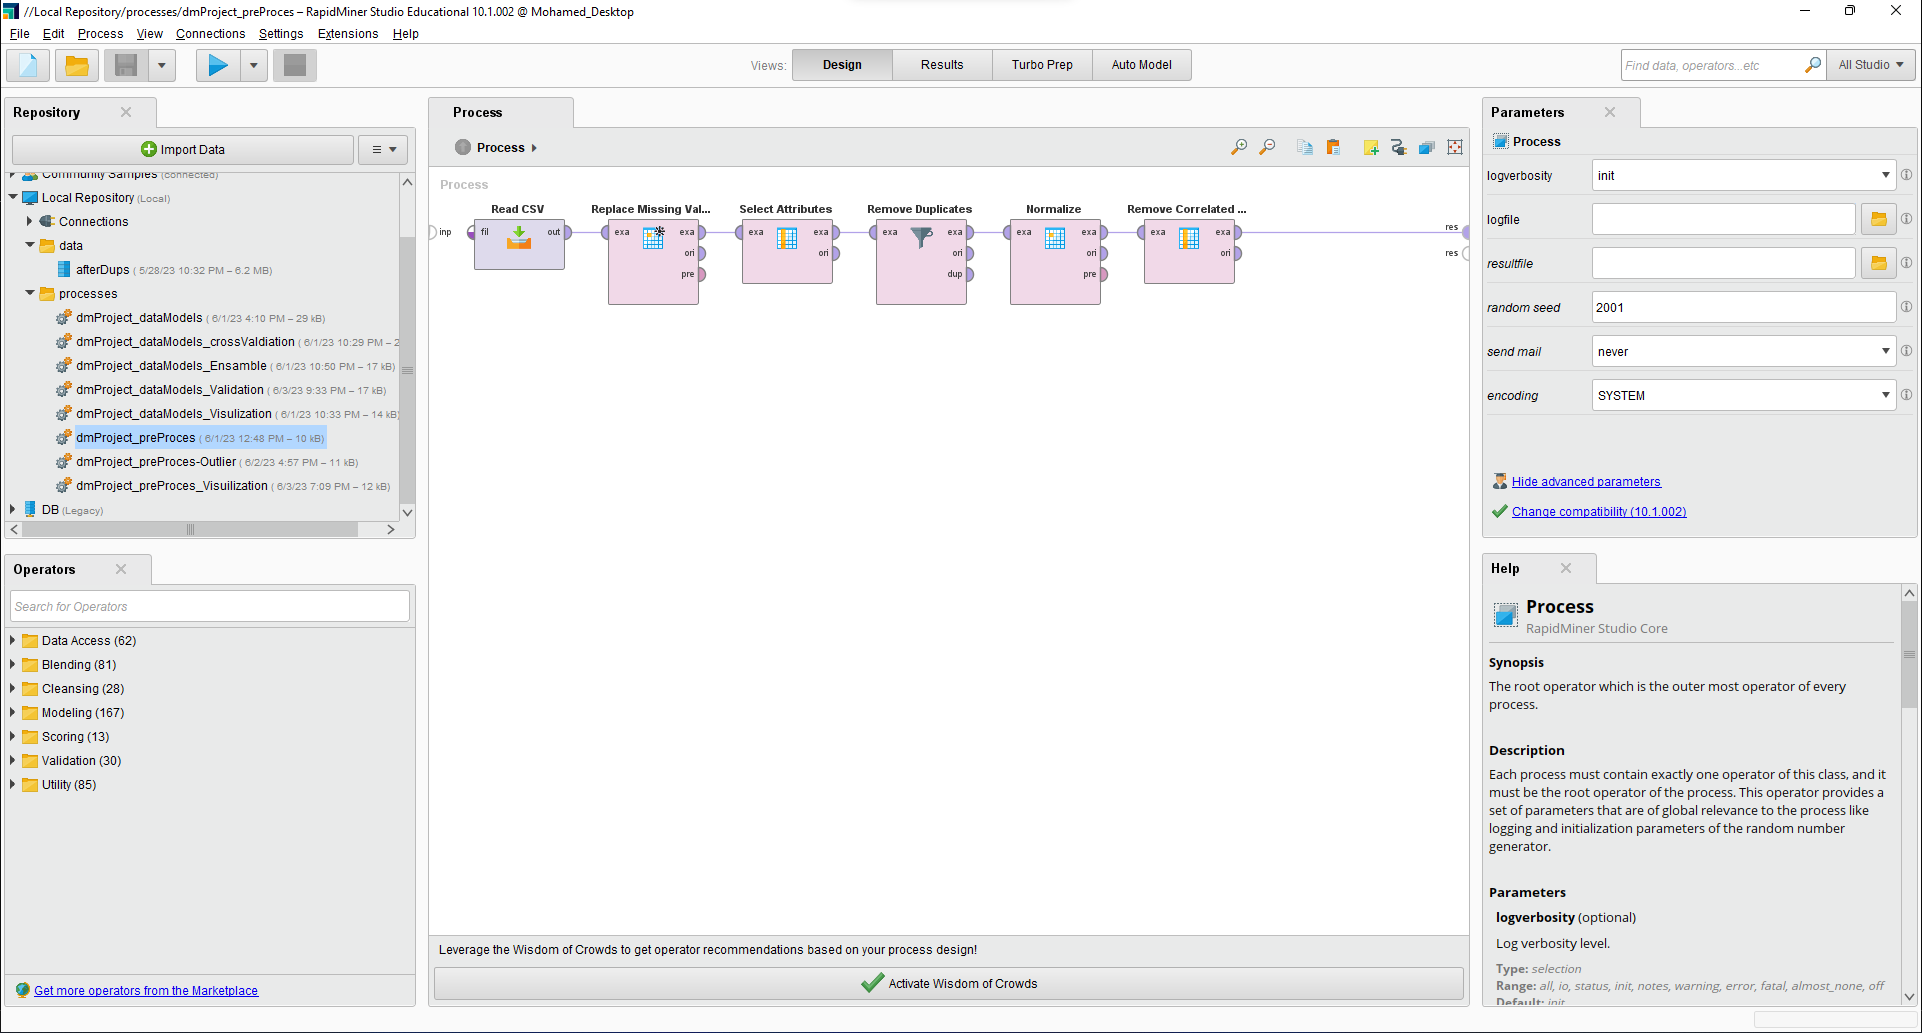 //Local Repository/processes/dmProject_preProces – RapidMiner Studio Educational 10.1.002 @ Mohamed_Desktop
File Edit Process View Connections Settings Extensions Help
Views: Design Results Turbo Prep Auto Model
Find data, operators...etc
All Studio
Repository
Import Data
Community Samples (connected)
Local Repository (Local)
Connections
data
afterDups ( 5/28/23 10:32 PM – 6.2 MB)
processes
dmProject_dataModels ( 6/1/23 4:10 PM – 29 kB)
dmProject_dataModels_crossValdiation ( 6/1/23 10:29 PM – 2
dmProject_dataModels_Ensamble ( 6/1/23 10:50 PM – 17 kB)
dmProject_dataModels_Validation ( 6/3/23 9:33 PM – 17 kB)
dmProject_dataModels_Visulization ( 6/1/23 10:33 PM – 14 kB)
dmProject_preProces ( 6/1/23 12:48 PM – 10 kB)
dmProject_preProces-Outlier ( 6/2/23 4:57 PM – 11 kB)
dmProject_preProces_Visuilization ( 6/3/23 7:09 PM – 12 kB)
DB (Legacy)
Operators
Search for Operators
Data Access (62)
Blending (81)
Cleansing (28)
Modeling (167)
Scoring (13)
Validation (30)
Utility (85)
Get more operators from the Marketplace
Process
Process
Process
inp
Read CSV
fil out
Replace Missing Val...
exa exa
ori
pre
Select Attributes
exa exa
ori
Remove Duplicates
exa exa
ori
dup
Normalize
exa exa
ori
pre
Remove Correlated ...
exa exa
ori
res
res
Leverage the Wisdom of Crowds to get operator recommendations based on your process design!
Activate Wisdom of Crowds
Parameters
Process
logverbosity init
logfile
resultfile
random seed 2001
send mail never
encoding SYSTEM
Hide advanced parameters
Change compatibility (10.1.002)
Help
Process
RapidMiner Studio Core
Synopsis
The root operator which is the outer most operator of every
process.
Description
Each process must contain exactly one operator of this class, and it
must be the root operator of the process. This operator provides a
set of parameters that are of global relevance to the process like
logging and initialization parameters of the random number
generator.
Parameters
logverbosity (optional)
Log verbosity level.
Type: selection
Range: all, io, status, init, notes, warning, error, fatal, almost_none, off
Default: init